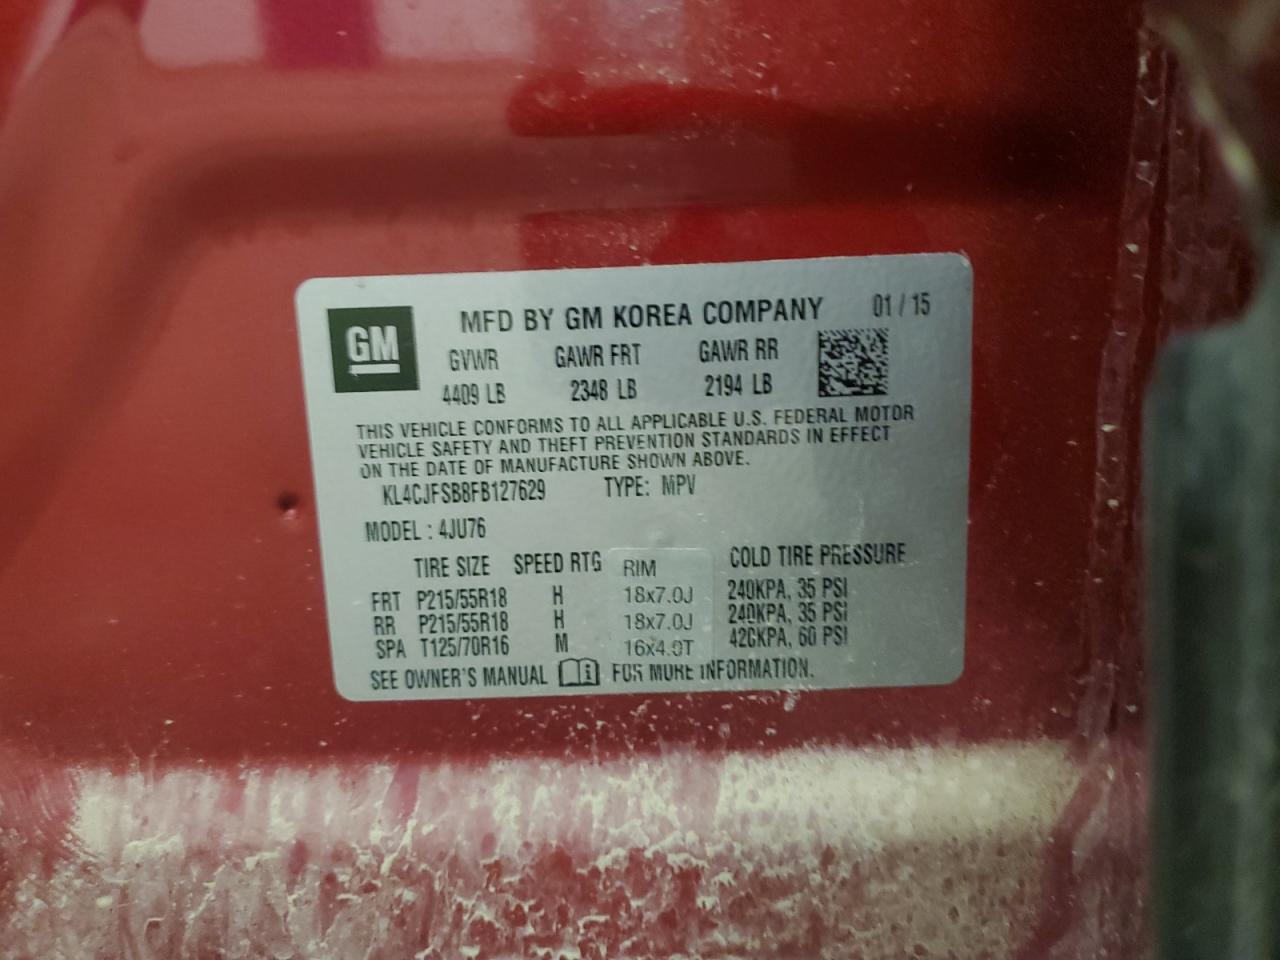 GM
MFD BY GM KOREA COMPANY 01 / 15
GVWR GAWR FRT GAWR RR
4409 LB 2348 LB 2194 LB
THIS VEHICLE CONFORMS TO ALL APPLICABLE U.S. FEDERAL MOTOR
VEHICLE SAFETY AND THEFT PREVENTION STANDARDS IN EFFECT
ON THE DATE OF MANUFACTURE SHOWN ABOVE.
KL4CJFSB8FB127629 TYPE: MPV
MODEL : 4JU76
TIRE SIZE SPEED RTG RIM COLD TIRE PRESSURE
FRT P215/55R18 H 18x7.0J 240KPA, 35 PSI
RR P215/55R18 H 18x7.0J 240KPA, 35 PSI
SPA T125/70R16 M 16x4.0T 420KPA, 60 PSI
SEE OWNER'S MANUAL FOR MORE INFORMATION.